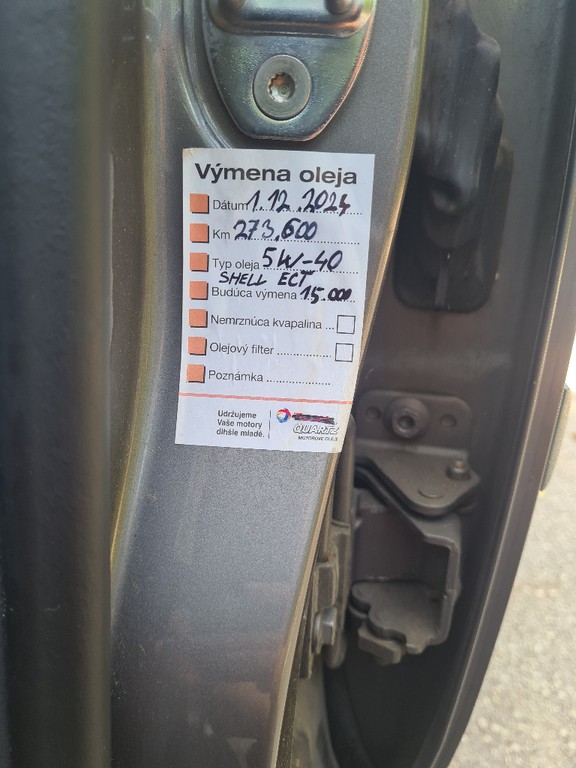 Výmena oleja
Dátum 1.12.2024
Km 273,600
Typ oleja 5W-40
SHELL ECT
Budúca výmena 15.000
Nemrznúca kvapalina ...
Olejový filter ..............
Poznámka ................
Udržujeme
Vaše motory
dlhšie mladé.
QUARTZ
MOTOROVÉ OLEJE